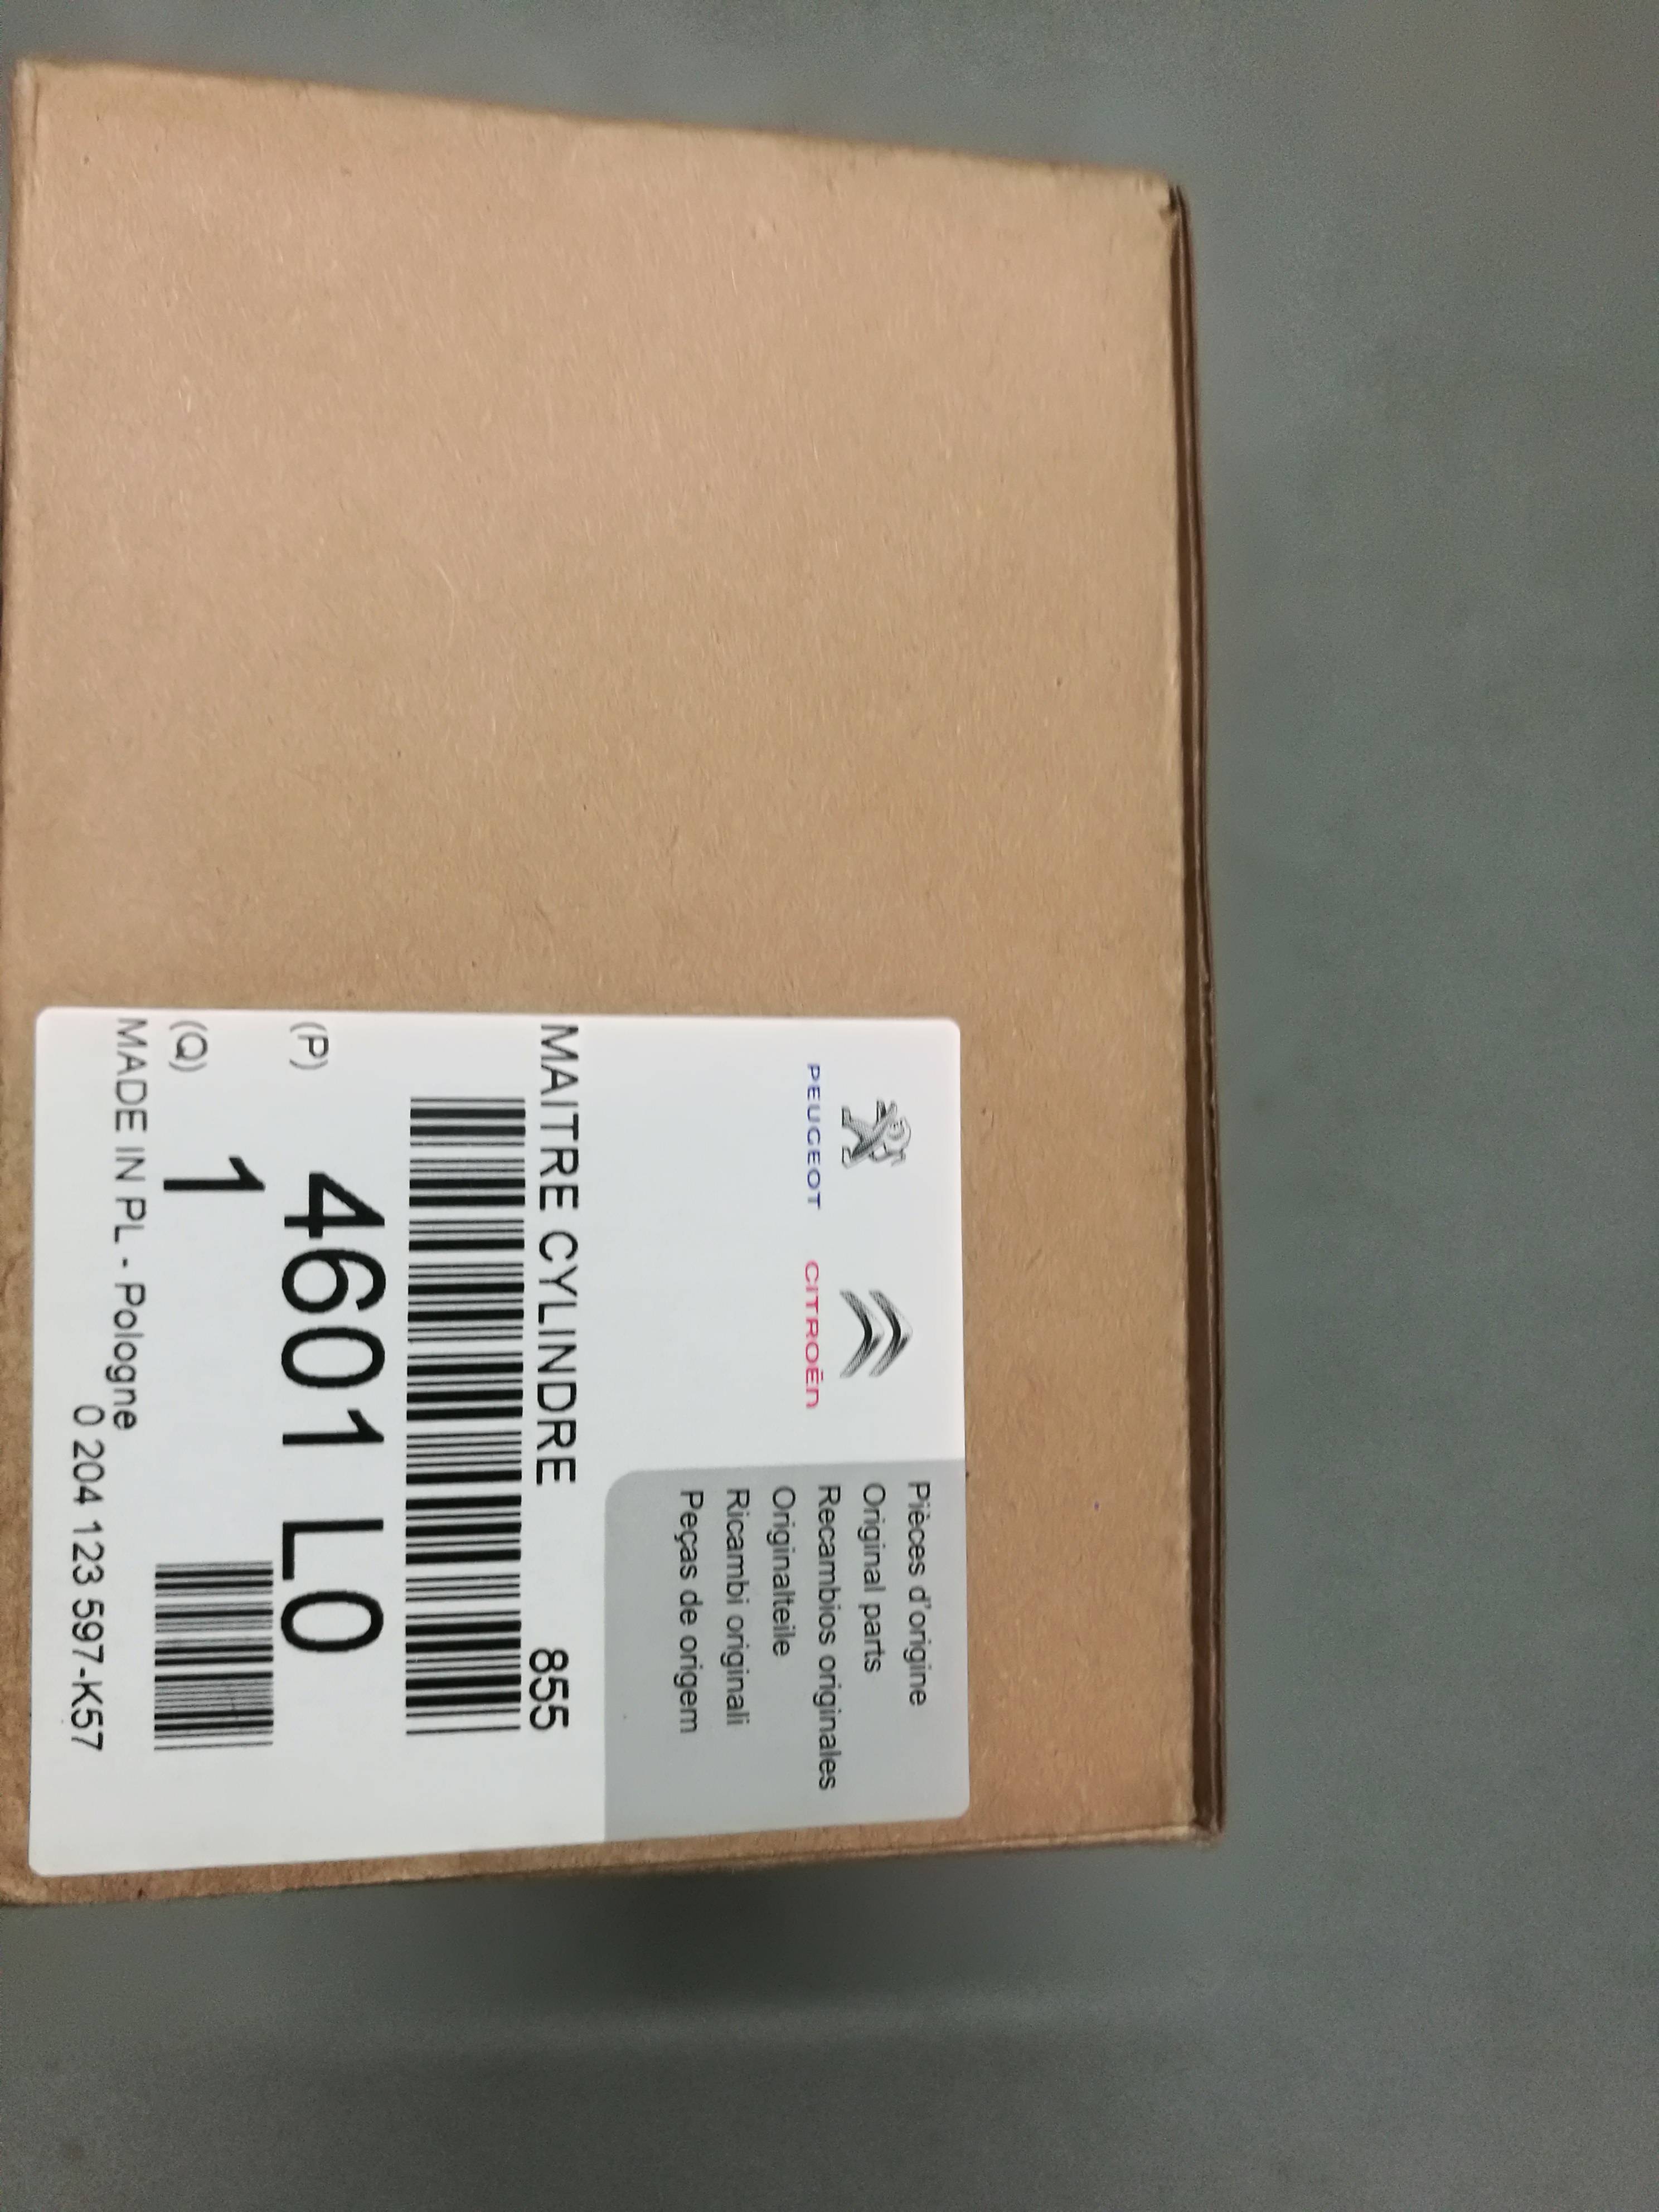 PEUGEOT CITROËN
Pièces d'origine
Original parts
Recambios originales
Originalteile
Ricambi originali
Peças de origem
MAITRE CYLINDRE 855
(P) 4601 L0
(Q) 1
MADE IN PL - Pologne
0 204 123 597-K57